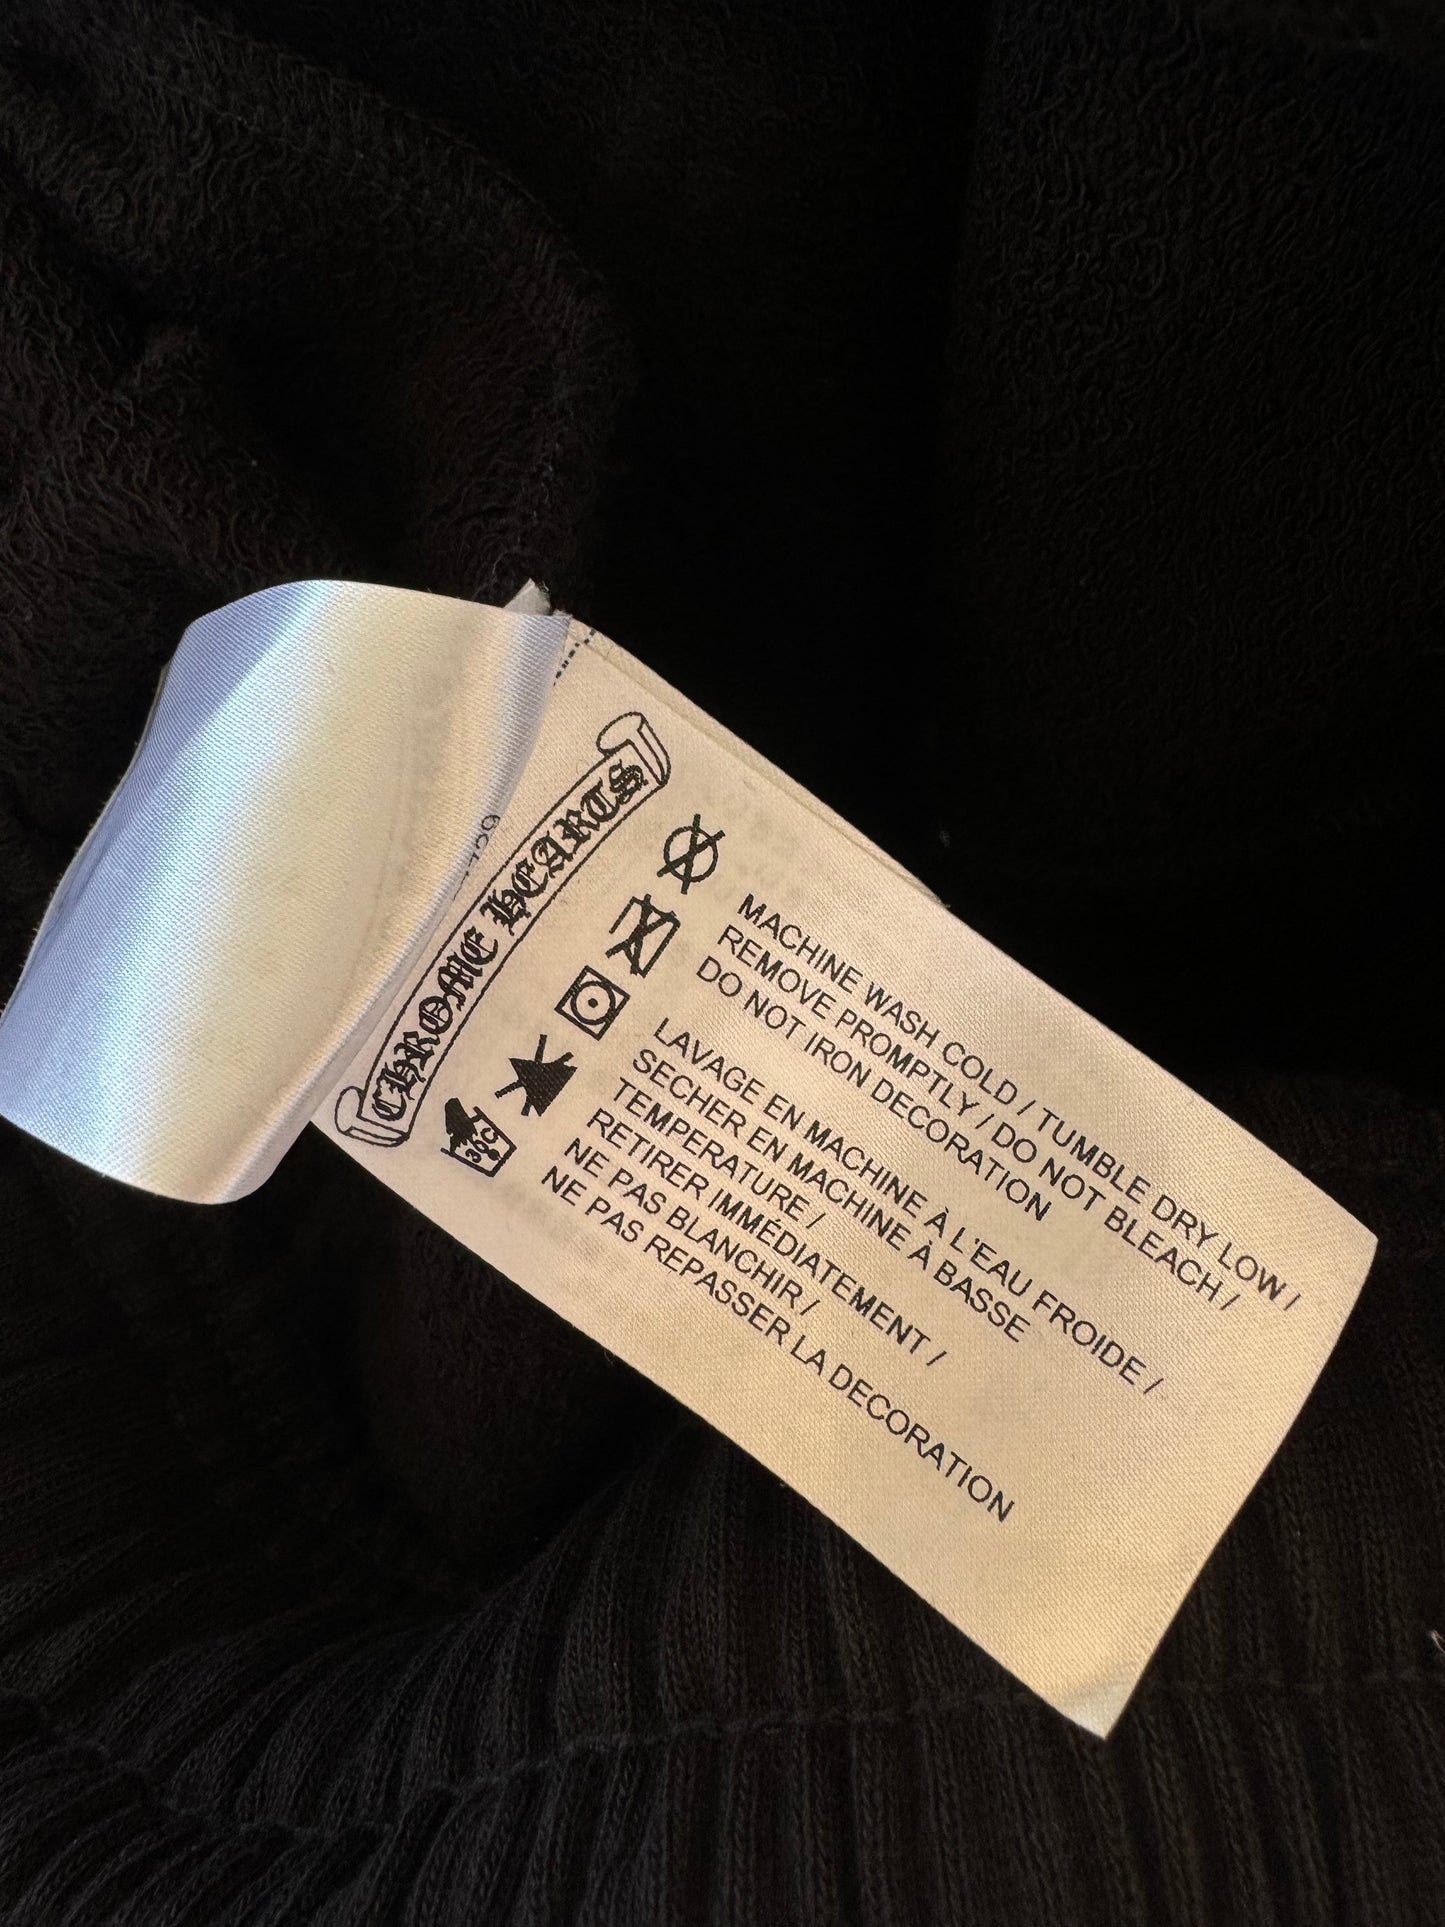 CHROME HEARTS
30C
MACHINE WASH COLD / TUMBLE DRY LOW /
REMOVE PROMPTLY / DO NOT BLEACH /
DO NOT IRON DECORATION
LAVAGE EN MACHINE À L'EAU FROIDE /
SECHER EN MACHINE À BASSE
TEMPERATURE /
RETIRER IMMÉDIATEMENT /
NE PAS BLANCHIR /
NE PAS REPASSER LA DECORATION